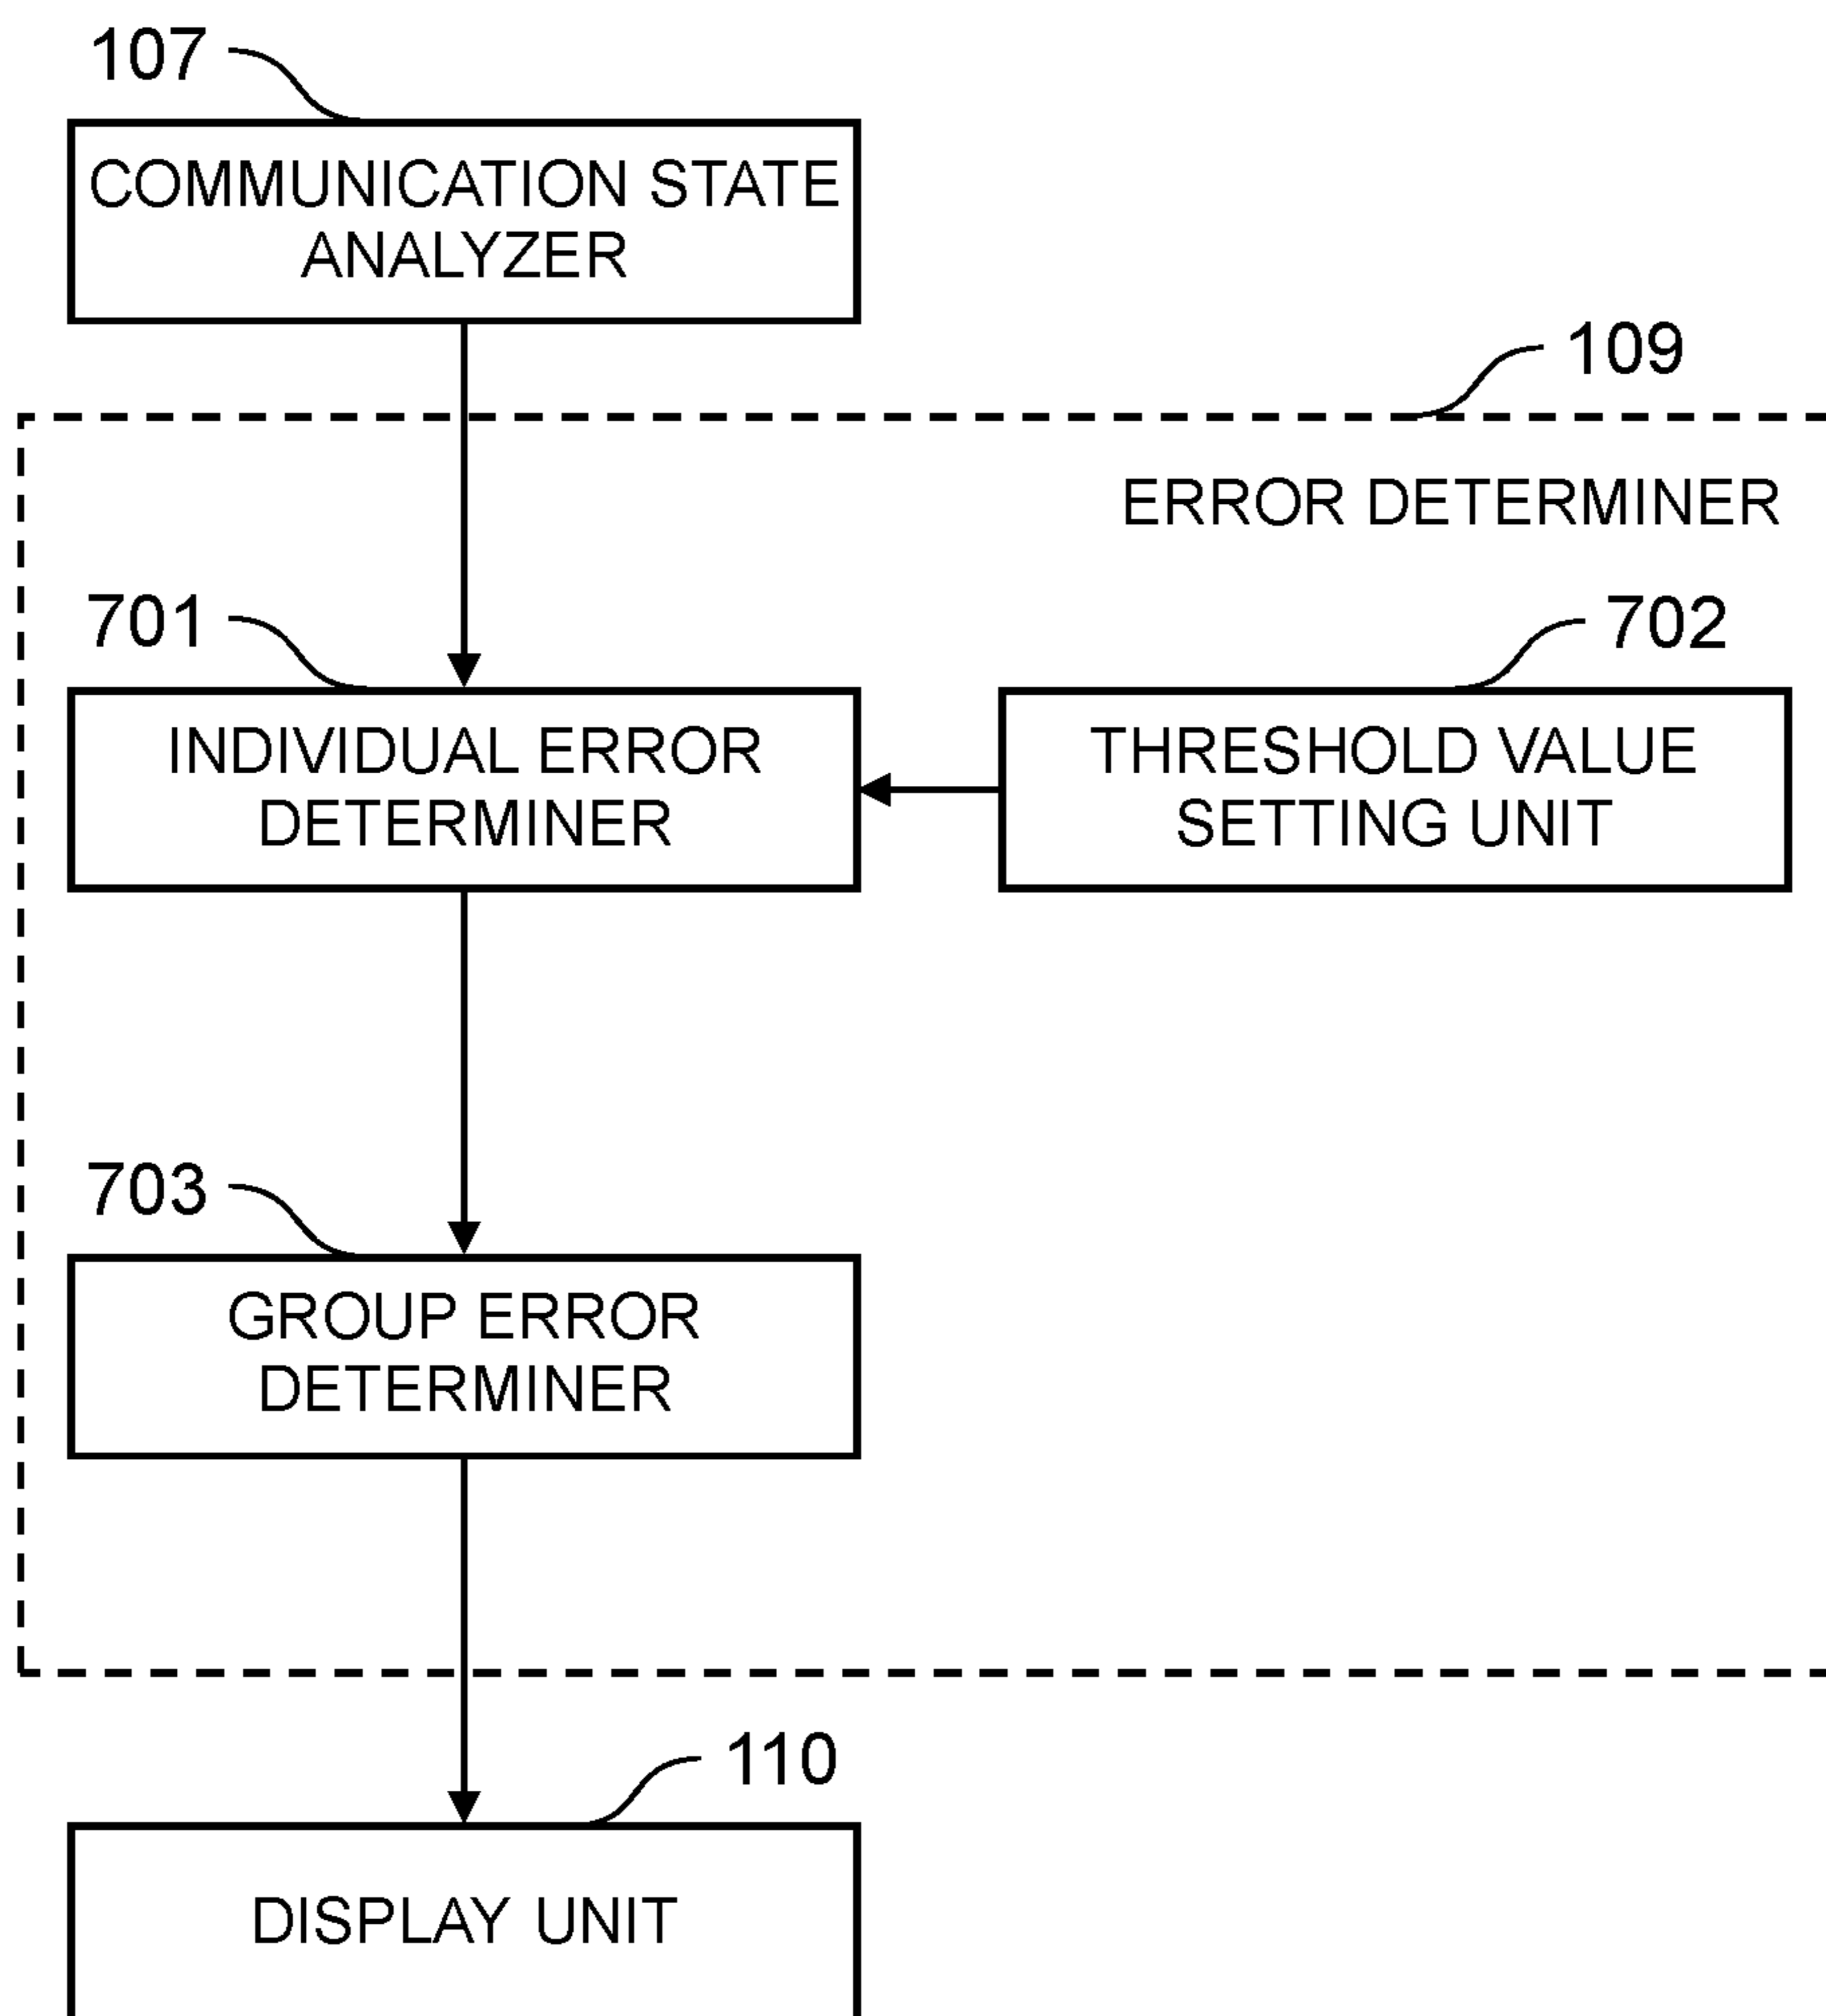 107
COMMUNICATION STATE
ANALYZER
109
ERROR DETERMINER
701
INDIVIDUAL ERROR
DETERMINER
702
THRESHOLD VALUE
SETTING UNIT
703
GROUP ERROR
DETERMINER
110
DISPLAY UNIT